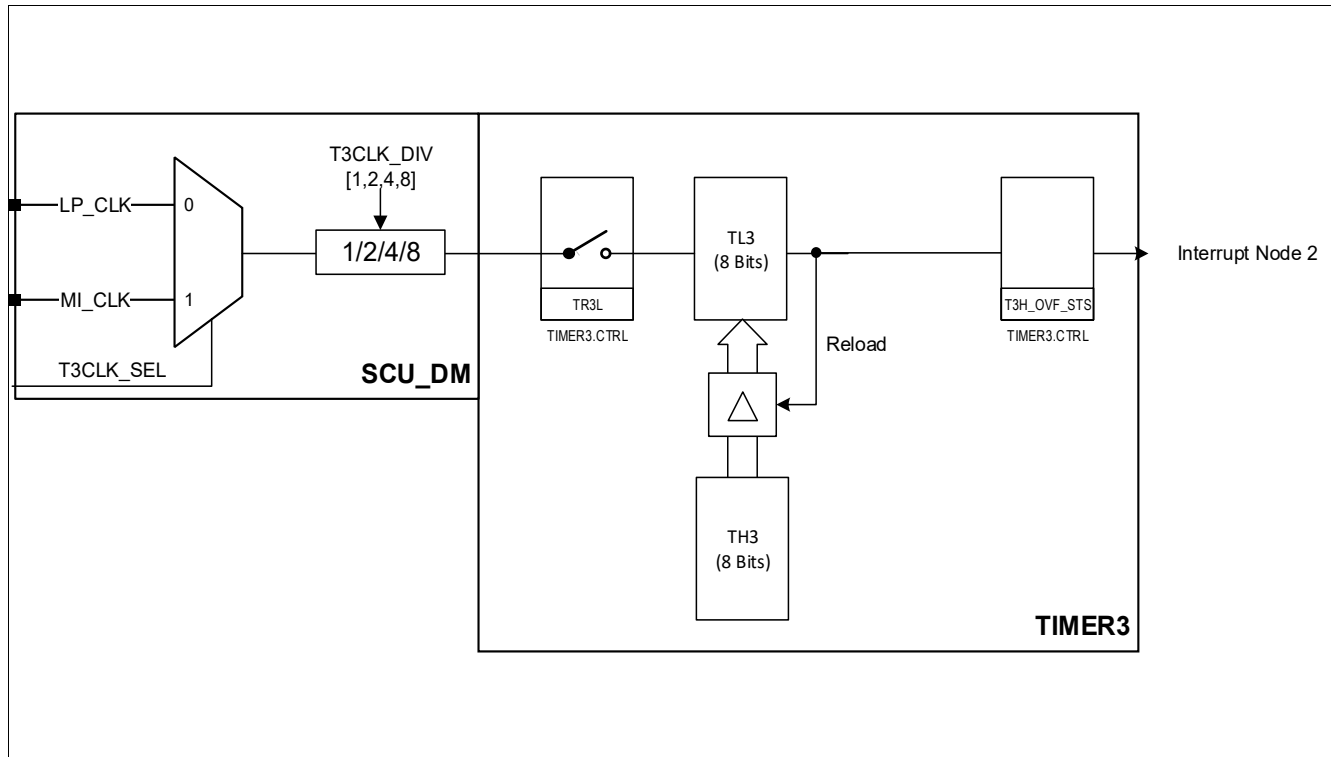 T3CLK_DIV
[1,2,4,8]
LP_CLK
0
1/2/4/8
MI_CLK
1
T3CLK_SEL
SCU_DM
TR3L
TIMER3.CTRL
TL3
(8 Bits)
Reload
TH3
(8 Bits)
T3H_OVF_STS
TIMER3.CTRL
Interrupt Node 2
TIMER3